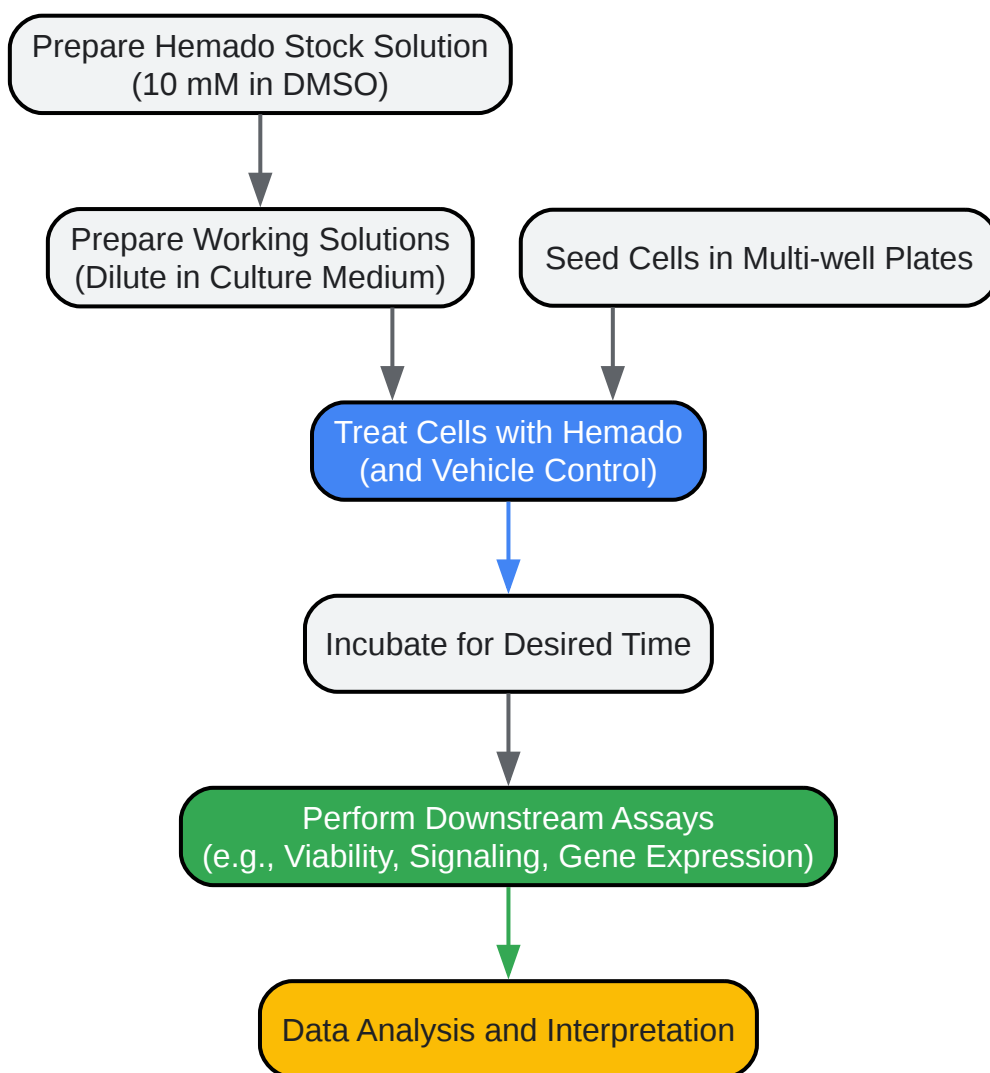 Prepare Hemado Stock Solution
(10 mM in DMSO)
Prepare Working Solutions
(Dilute in Culture Medium)
Seed Cells in Multi-well Plates
Treat Cells with Hemado
(and Vehicle Control)
Incubate for Desired Time
Perform Downstream Assays
(e.g., Viability, Signaling, Gene Expression)
Data Analysis and Interpretation